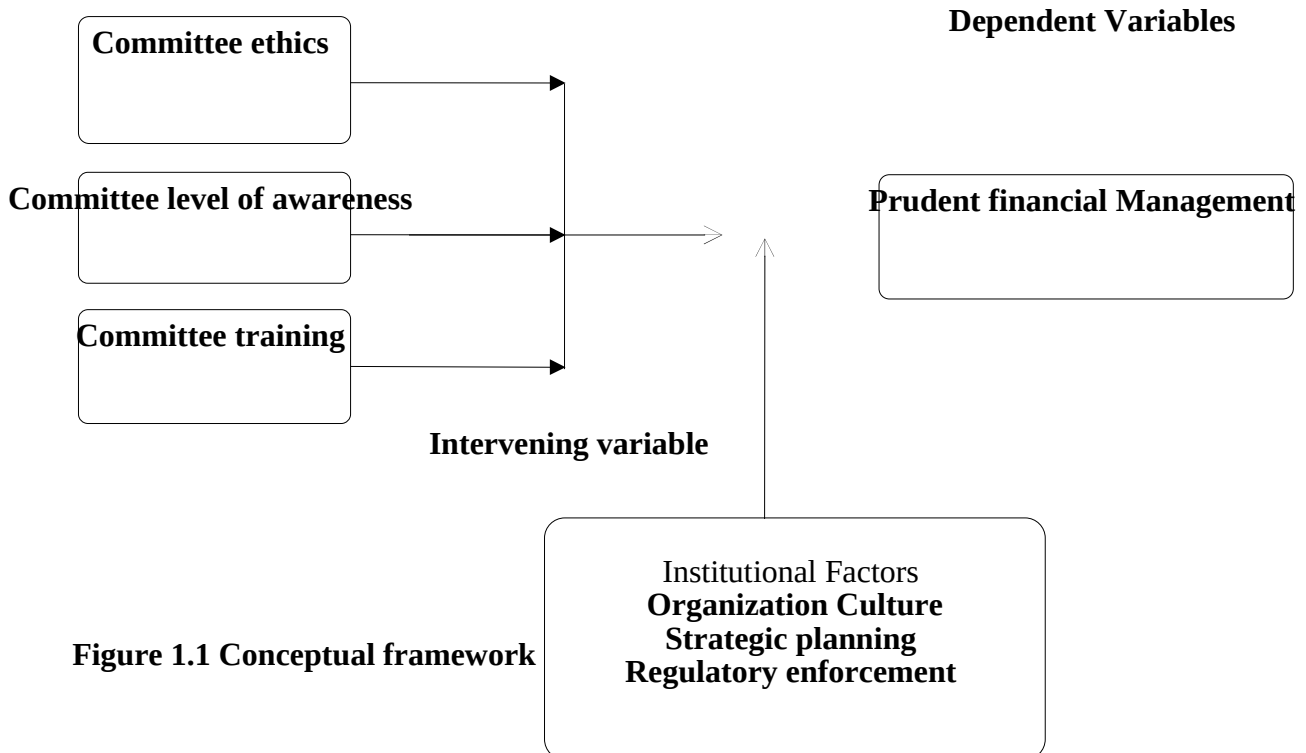 Dependent Variables
Committee ethics
Committee level of awareness
Prudent financial Management
Committee training
Intervening variable
Institutional Factors
Organization Culture
Strategic planning
Regulatory enforcement
Figure 1.1 Conceptual framework